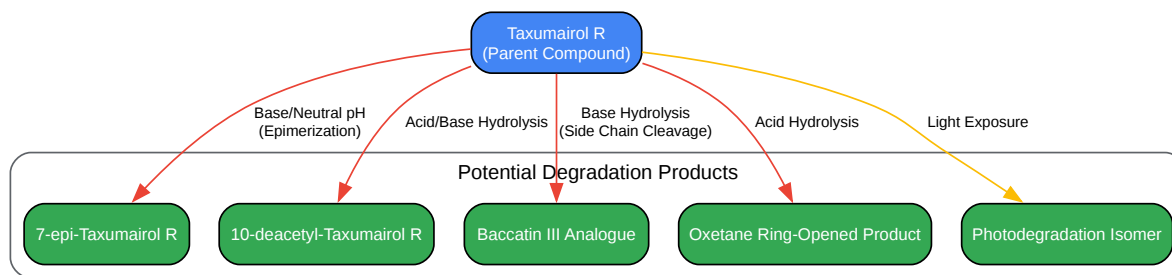 Taxumairol R
(Parent Compound)
Base/Neutral pH
(Epimerization)
Acid/Base Hydrolysis
Base Hydrolysis
(Side Chain Cleavage)
Acid Hydrolysis
Light Exposure
Potential Degradation Products
7-epi-Taxumairol R
10-deacetyl-Taxumairol R
Baccatin III Analogue
Oxetane Ring-Opened Product
Photodegradation Isomer